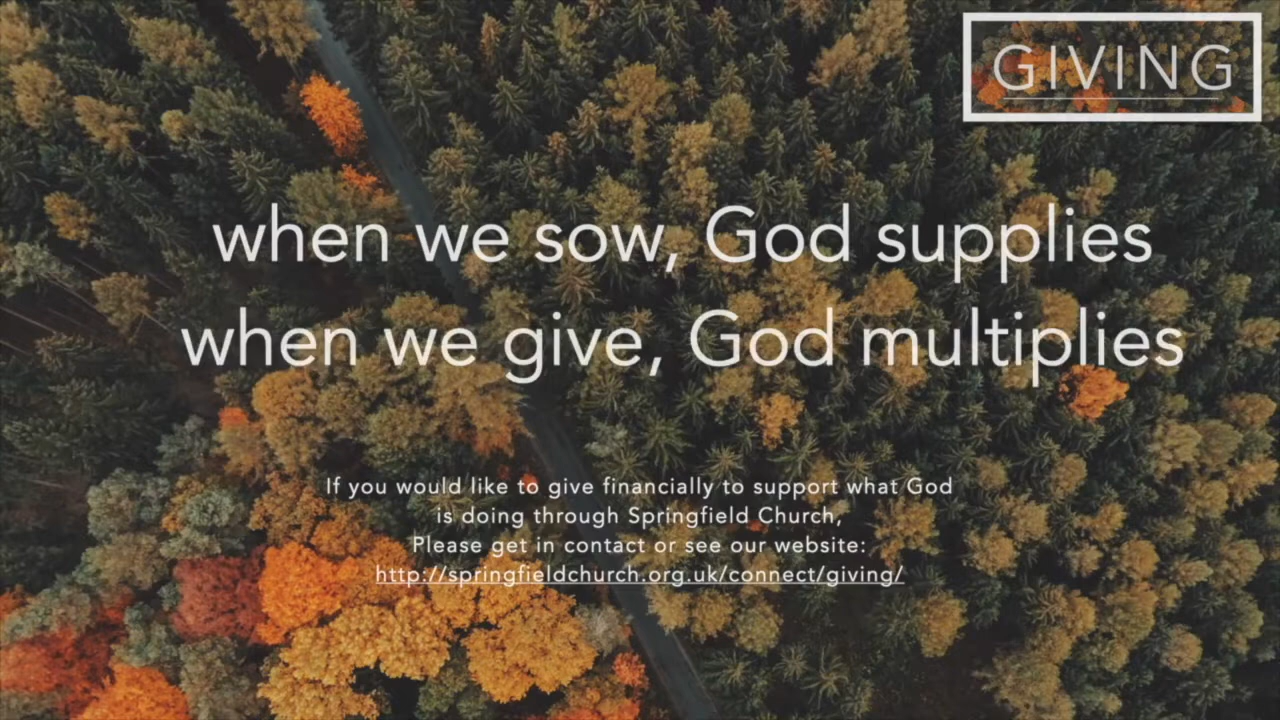 GIVING
when we sow, God supplies
when we give, God multiplies
If you would like to give financially to support what God
is doing through Springfield Church,
Please get in contact or see our website:
http://springfieldchurch.org.uk/connect/giving/